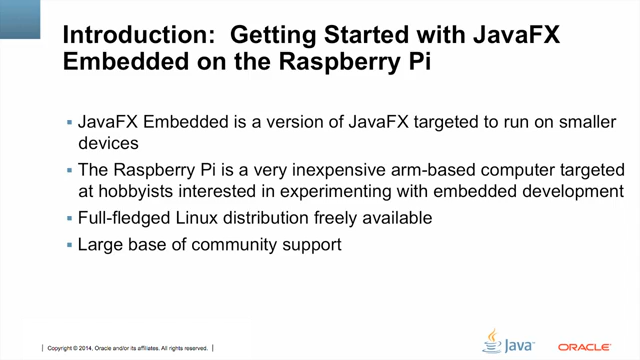 Introduction: Getting Started with JavaFX
Embedded on the Raspberry Pi
JavaFX Embedded is a version of JavaFX targeted to run on smaller
devices
The Raspberry Pi is a very inexpensive arm-based computer targeted
at hobbyists interested in experimenting with embedded development
Full-fledged Linux distribution freely available
Large base of community support
Copyright © 2014, Oracle and/or its affiliates. All rights reserved.
Java™
ORACLE®